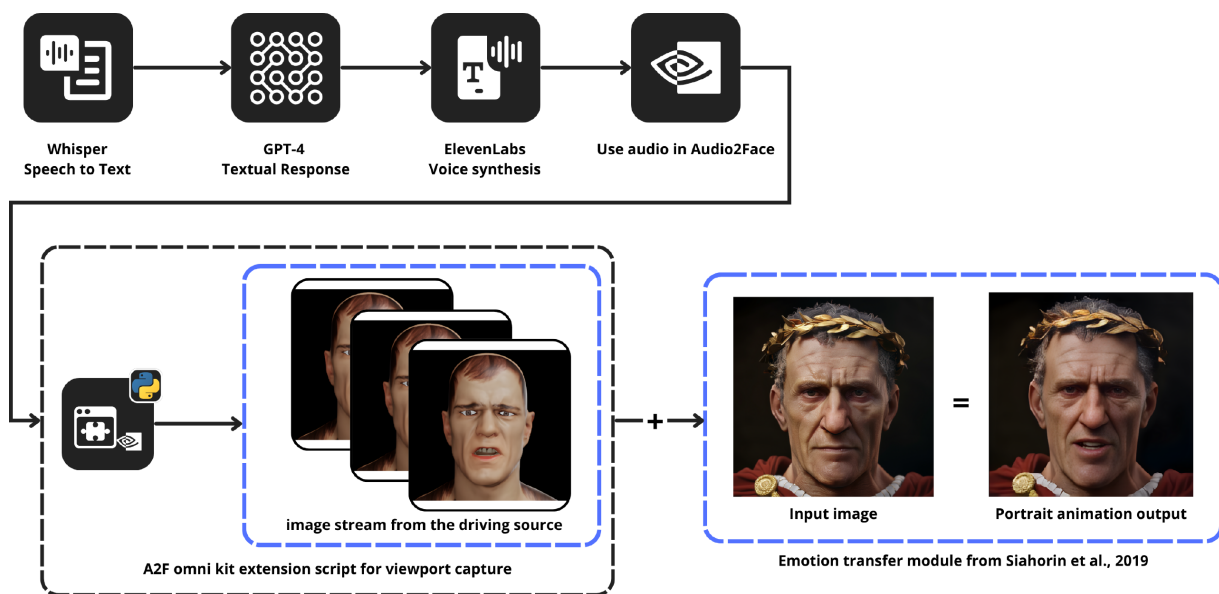 Whisper
Speech to Text
GPT-4
Textual Response
ElevenLabs
Voice synthesis
Use audio in Audio2Face
T
image stream from the driving source
A2F omni kit extension script for viewport capture
+
Input image
=
Portrait animation output
Emotion transfer module from Siahorin et al., 2019